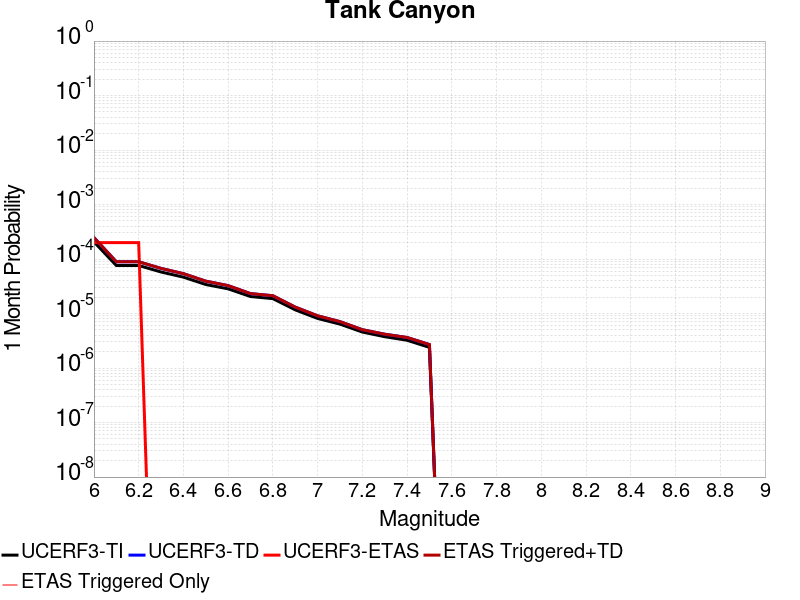 Tank Canyon
10^0
10^-1
10^-2
10^-3
10^-4
10^-5
10^-6
10^-7
10^-8
1 Month Probability
6 6.2 6.4 6.6 6.8 7 7.2 7.4 7.6 7.8 8 8.2 8.4 8.6 8.8 9
Magnitude
UCERF3-TI UCERF3-TD UCERF3-ETAS ETAS Triggered+TD
ETAS Triggered Only